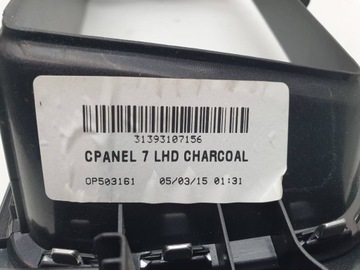 31393107156
CPANEL 7 LHD CHARCOAL
OP503161 05/03/15 01:31